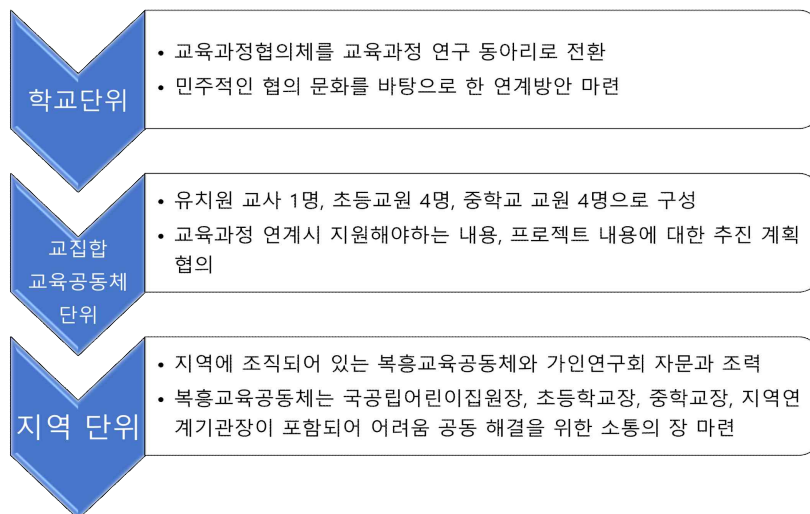 학교단위
• 교육과정협의체를 교육과정 연구 동아리로 전환
• 민주적인 협의 문화를 바탕으로 한 연계방안 마련
교집합
교육공동체
단위
• 유치원 교사 1명, 초등교원 4명, 중학교 교원 4명으로 구성
• 교육과정 연계시 지원해야하는 내용, 프로젝트 내용에 대한 추진 계획
협의
지역 단위
• 지역에 조직되어 있는 복흥교육공동체와 가인연구회 자문과 조력
• 복흥교육공동체는 국공립어린이집원장, 초등학교장, 중학교장, 지역연
계기관장이 포함되어 어려움 공동 해결을 위한 소통의 장 마련